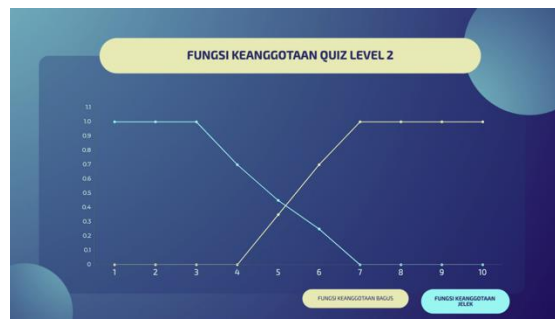 FUNGSI KEANGGOTAAN QUIZ LEVEL 2
1.1
1.0
0.9
0.8
0.7
0.6
0.5
0.4
0.3
0.2
0.1
0
1 2 3 4 5 6 7 8 9 10
FUNGSI KEANGGOTAAN BAGUS
FUNGSI KEANGGOTAAN
JELEK